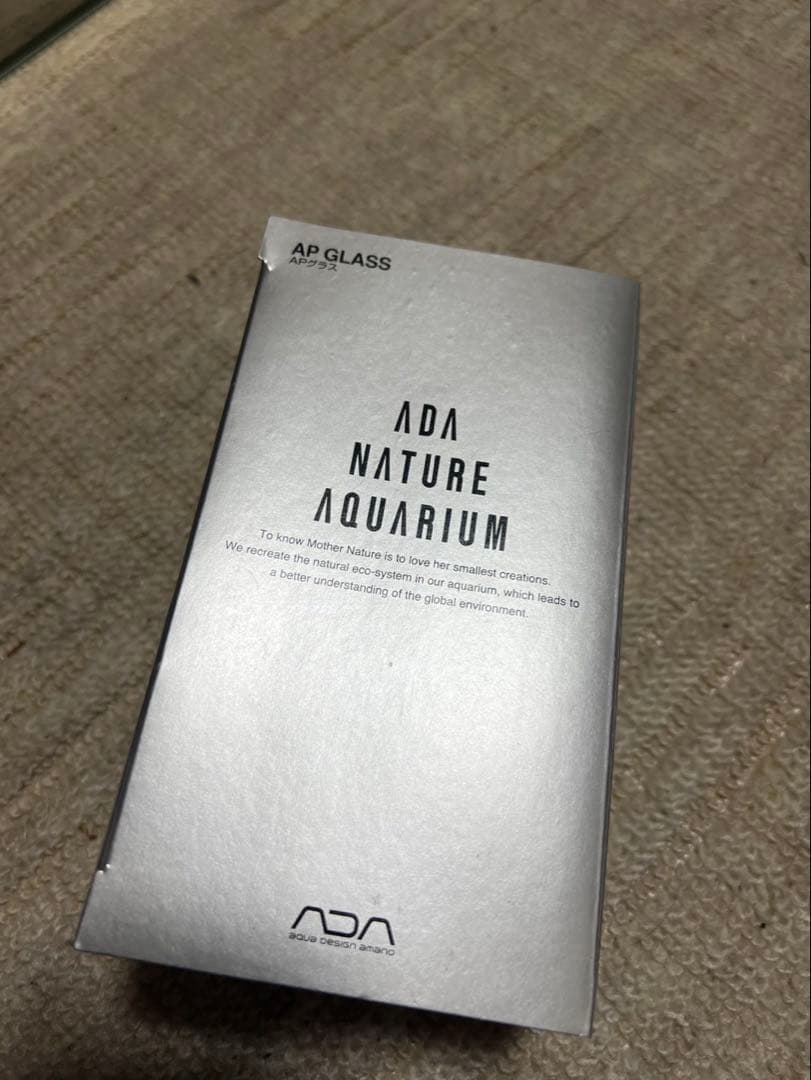 AP GLASS
APグラス
ADA
NATURE
AQUARIUM
To know Mother Nature is to love her smallest creations.
We recreate the natural eco-system in our aquarium, which leads to
a better understanding of the global environment.
ADA
aqua design amano